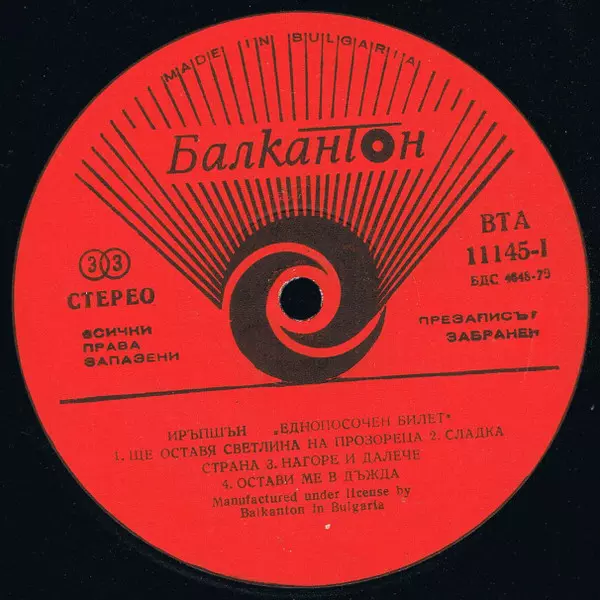 MADE IN BULGARIA
Балкантон
33
СТЕРЕО
ВТА
11145-I
БДС 4648-79
ВСИЧНИ
ПРАВА
ЗАПАЗЕНИ
ПРЕЗАПИСЪТ
ЗАБРАНЕН
ИРЪПШЪН „ЕДНОПОСОЧЕН БИЛЕТ“
1. ЩЕ ОСТАВЯ СВЕТЛИНА НА ПРОЗОРЕЦА 2. СЛАДКА
СТРАНА 3. НАГОРЕ И ДАЛЕЧЕ
4. ОСТАВИ МЕ В ДЪЖДА
Manufactured under license by
Balkanton in Bulgaria